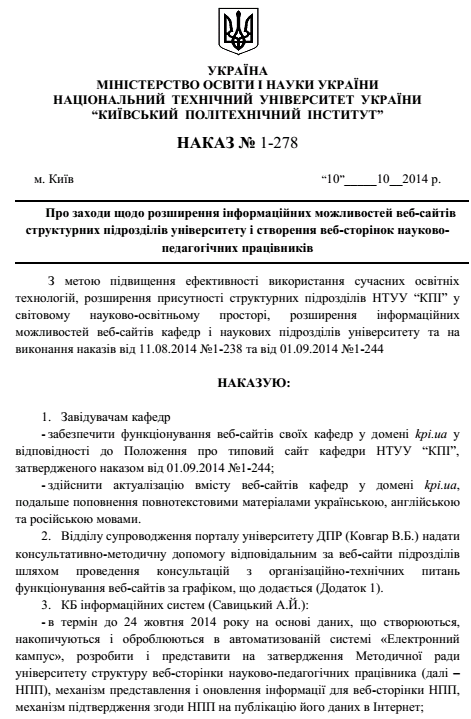 УКРАЇНА
МІНІСТЕРСТВО ОСВІТИ І НАУКИ УКРАЇНИ
НАЦІОНАЛЬНИЙ ТЕХНІЧНИЙ УНІВЕРСИТЕТ УКРАЇНИ
“КИЇВСЬКИЙ ПОЛІТЕХНІЧНИЙ ІНСТИТУТ”
НАКАЗ № 1-278
м. Київ “10”_____10__2014 р.
Про заходи щодо розширення інформаційних можливостей веб-сайтів
структурних підрозділів університету і створення веб-сторінок науково-
педагогічних працівників
З метою підвищення ефективності використання сучасних освітніх
технологій, розширення присутності структурних підрозділів НТУУ “КПІ” у
світовому науково-освітньому просторі, розширення інформаційних
можливостей веб-сайтів кафедр і наукових підрозділів університету та на
виконання наказів від 11.08.2014 №1-238 та від 01.09.2014 №1-244
НАКАЗУЮ:
1. Завідувачам кафедр
- забезпечити функціонування веб-сайтів своїх кафедр у домені kpi.ua у
відповідності до Положення про типовий сайт кафедри НТУУ “КПІ”,
затвердженого наказом від 01.09.2014 №1-244;
- здійснити актуалізацію вмісту веб-сайтів кафедр у домені kpi.ua,
подальше поповнення повнотекстовими матеріалами українською, англійською
та російською мовами.
2. Відділу супроводження порталу університету ДПР (Ковгар В.Б.) надати
консультативно-методичну допомогу відповідальним за веб-сайти підрозділів
шляхом проведення консультацій з організаційно-технічних питань
функціонування веб-сайтів за графіком, що додається (Додаток 1).
3. КБ інформаційних систем (Савицький А.Й.):
- в термін до 24 жовтня 2014 року на основі даних, що створюються,
накопичуються і оброблюються в автоматизованій системі «Електронний
кампус», розробити і представити на затвердження Методичної ради
університету структуру веб-сторінки науково-педагогічних працівника (далі –
НПП), механізм представлення і оновлення інформації для веб-сторінки НПП,
механізм підтвердження згоди НПП на публікацію його даних в Інтернет;